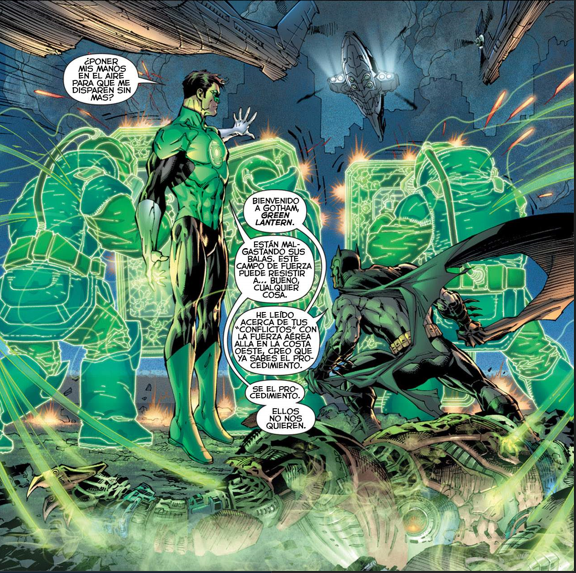 ¿PONER
MIS MANOS
EN EL AIRE
PARA QUE ME
DISPAREN SIN
MAS?
BIENVENIDO
A GOTHAM,
GREEN
LANTERN.
ESTÁN MAL-
GASTANDO SUS
BALAS. ESTE
CAMPO DE FUERZA
PUEDE RESISTIR
A... BUENO,
CUALQUIER
COSA.
HE LEÍDO
ACERCA DE TUS
"CONFLICTOS" CON
LA FUERZA AÉREA
ALLA EN LA COSTA
OESTE, CREO QUE
YA SABES EL PRO-
CEDIMIENTO.
SE EL PRO-
CEDIMIENTO.
ELLOS
NO NOS
QUIEREN.